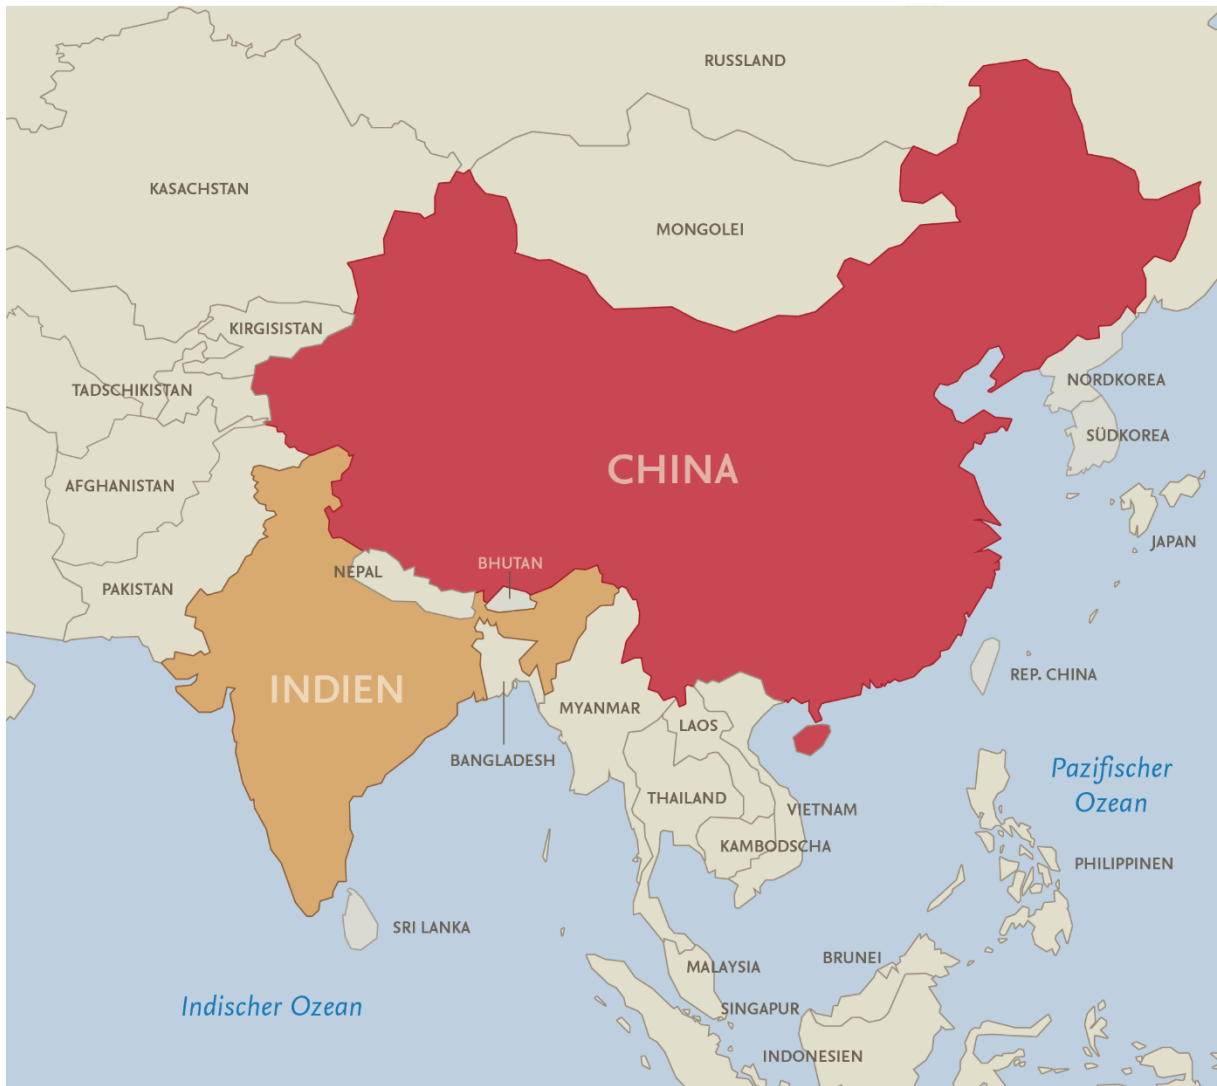 RUSSLAND
KASACHSTAN
MONGOLEI
KIRGISISTAN
NORDKOREA
TADSCHIKISTAN
SÜDKOREA
CHINA
AFGHANISTAN
JAPAN
BHUTAN
NEPAL
PAKISTAN
REP. CHINA
INDIEN
MYANMAR
LAOS
BANGLADESH
Pazifischer
Ozean
THAILAND
VIETNAM
KAMBODSCHA
PHILIPPINEN
SRI LANKA
BRUNEI
MALAYSIA
Indischer Ozean
SINGAPUR
INDONESIEN